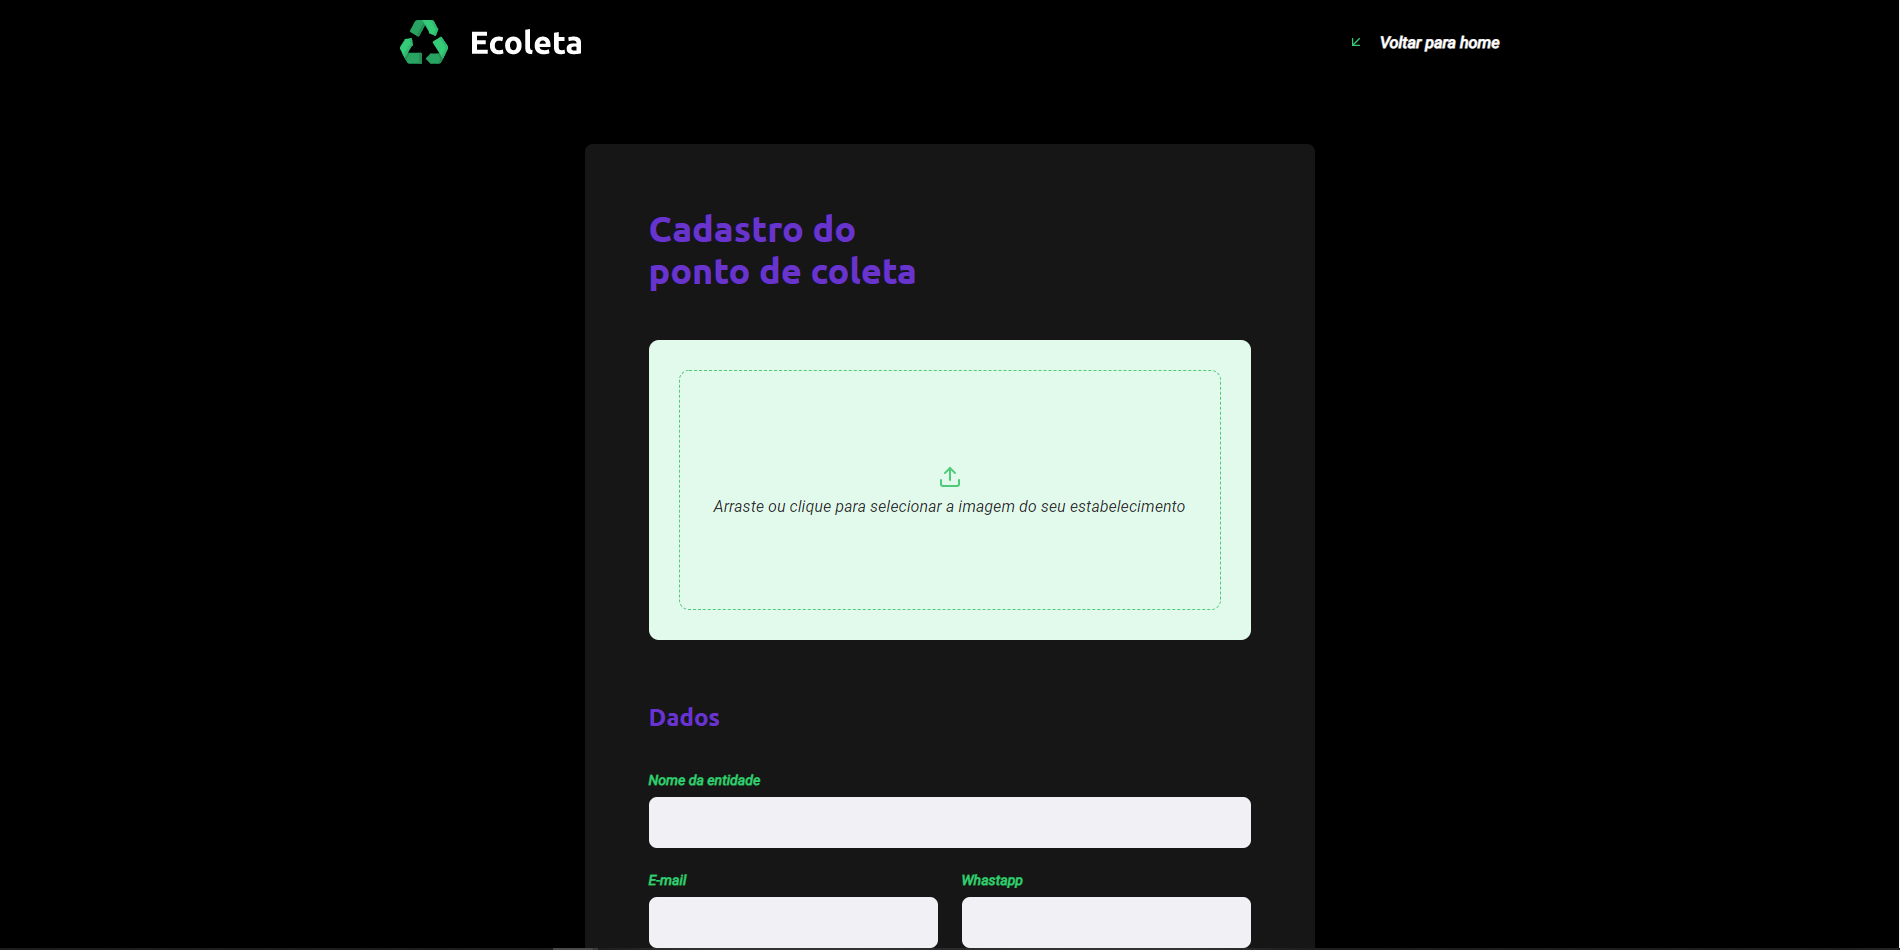 Ecoleta
Voltar para home
Cadastro do
ponto de coleta
Arraste ou clique para selecionar a imagem do seu estabelecimento
Dados
Nome da entidade
E-mail
Whastapp